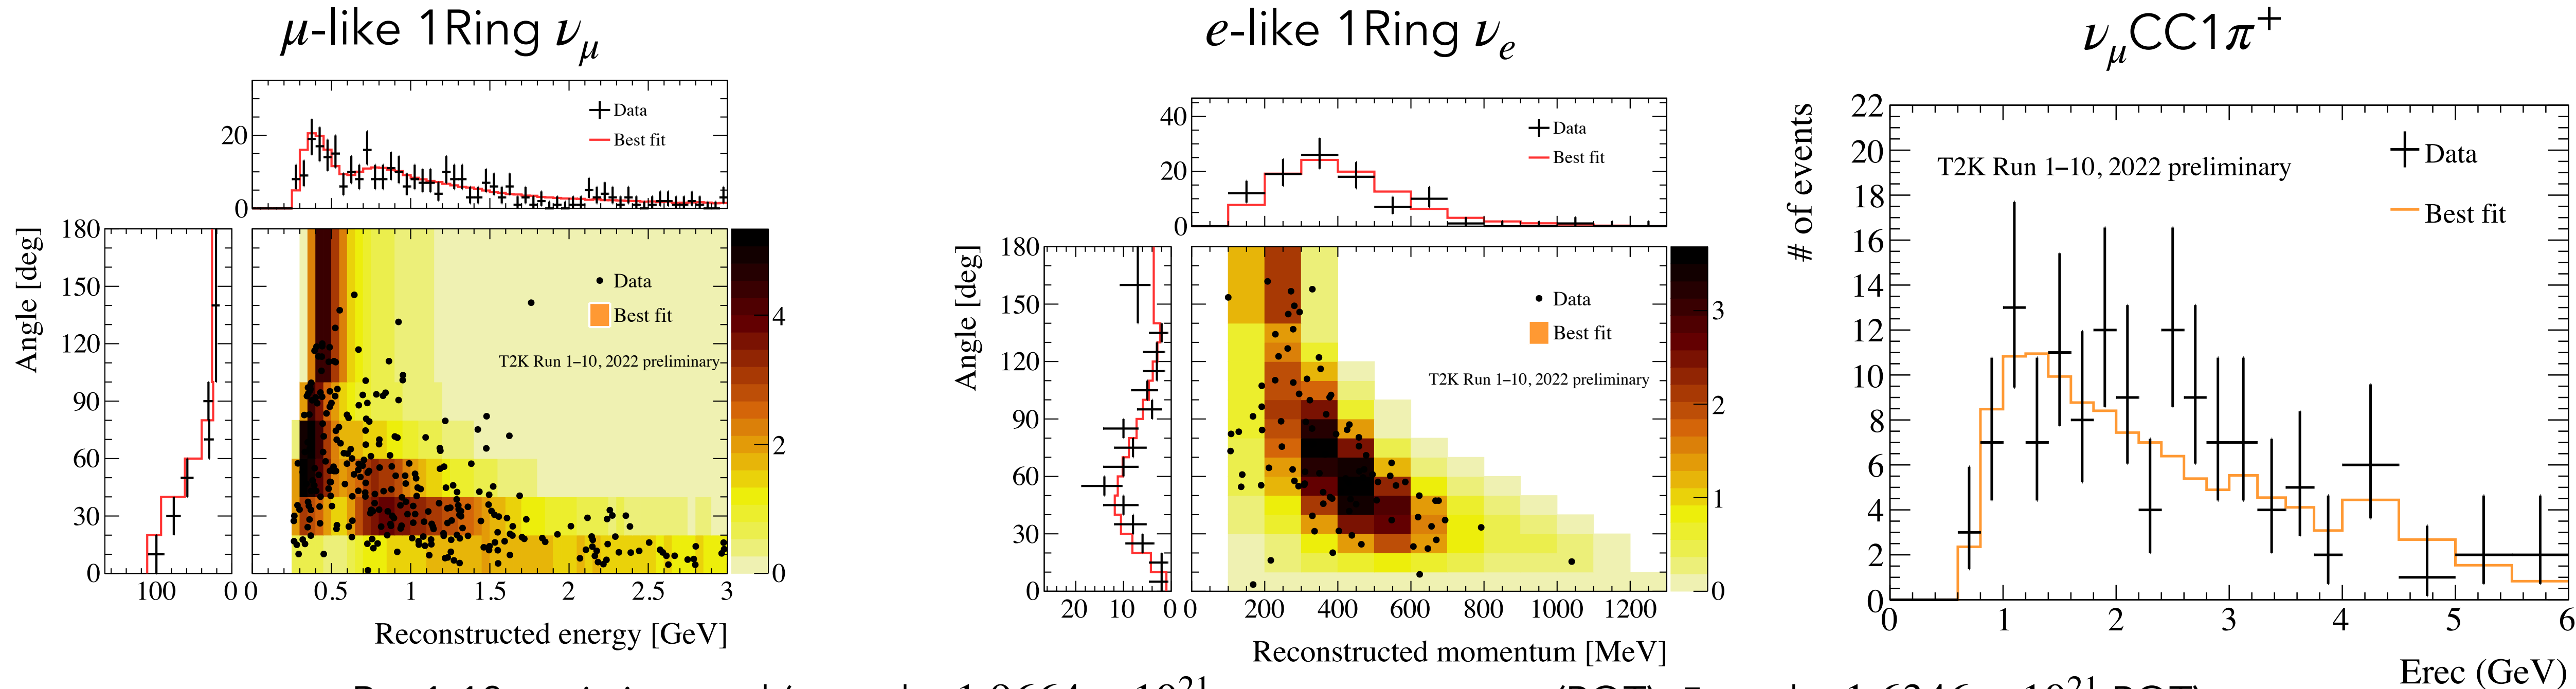 μ-like 1Ring ν_μ
Data
Best fit
20
0
Angle [deg]
180
150
120
90
60
30
0
100
0
Data
Best fit
T2K Run 1–10, 2022 preliminary
4
2
0
0
0.5
1
1.5
2
2.5
3
Reconstructed energy [GeV]
e-like 1Ring ν_e
Data
Best fit
40
20
0
Angle [deg]
180
150
120
90
60
30
0
20
10
0
Data
Best fit
T2K Run 1–10, 2022 preliminary
3
2
1
0
0
200
400
600
800
1000
1200
Reconstructed momentum [MeV]
ν_μCC1π⁺
# of events
22
20
18
16
14
12
10
8
6
4
2
0
T2K Run 1–10, 2022 preliminary
Data
Best fit
0
1
2
3
4
5
6
Erec (GeV)